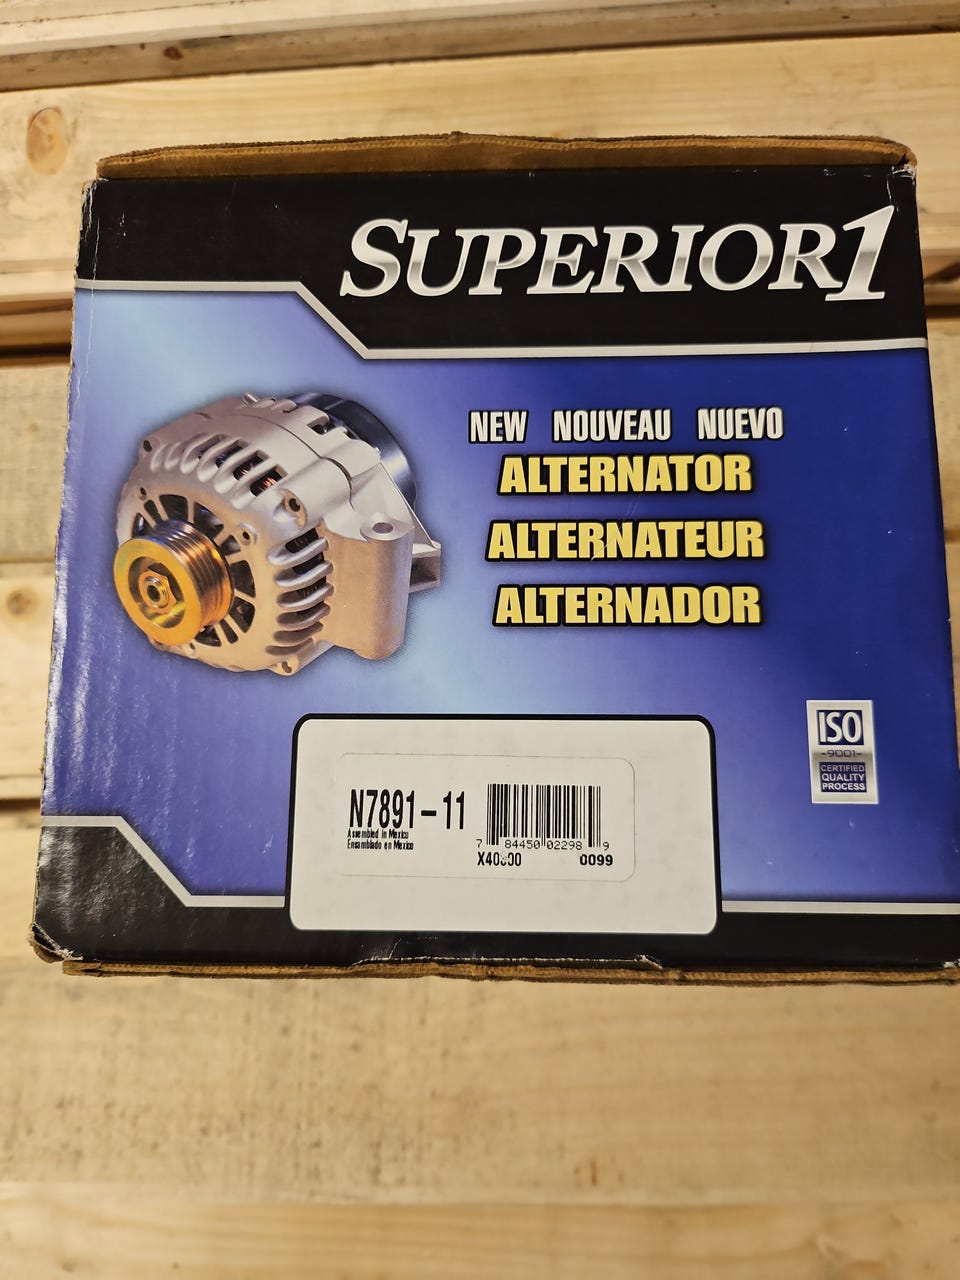 SUPERIOR1
NEW NOUVEAU NUEVO
ALTERNATOR
ALTERNATEUR
ALTERNADOR
ISO
-9001-
CERTIFIED
QUALITY
PROCESS
N7891-11
Assembled in Mexico
Ensamblado en Mexico
7 84450 02298 9
0099